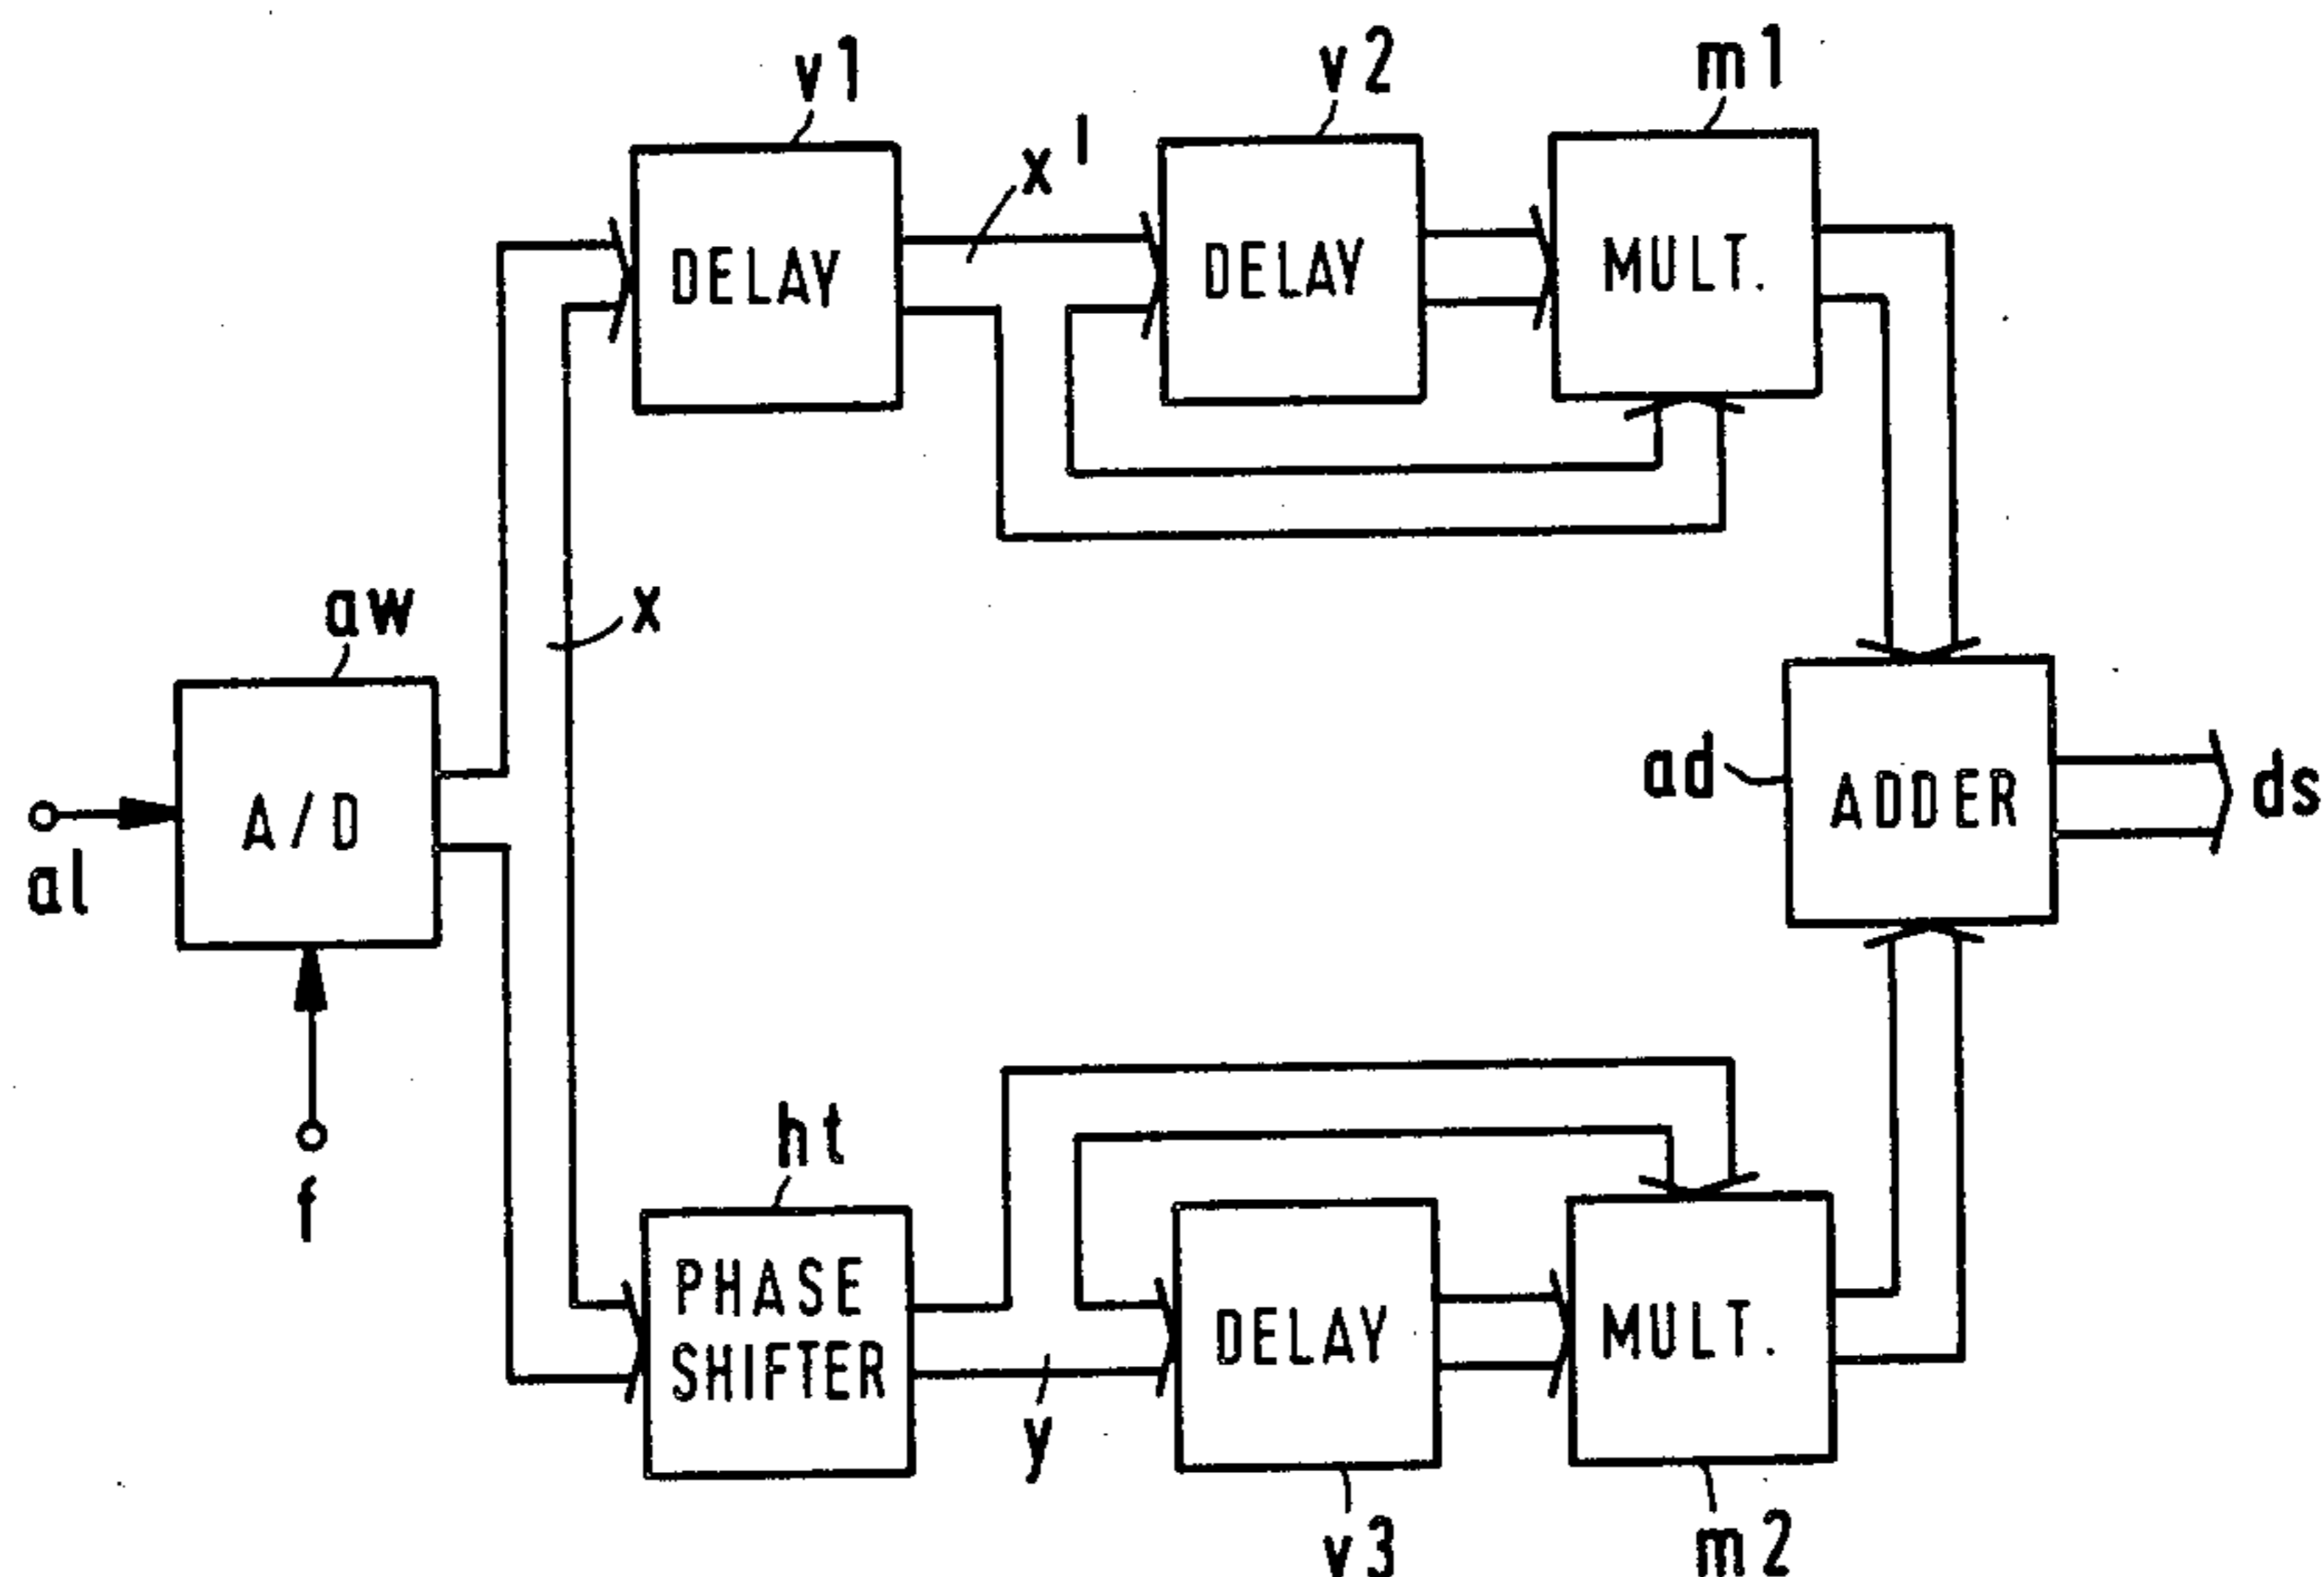 v1
v2
m1
x'
DELAY
DELAY
MULT.
aw
x
A/D
al
f
ad
ADDER
ds
ht
PHASE
SHIFTER
y
DELAY
MULT.
v3
m2